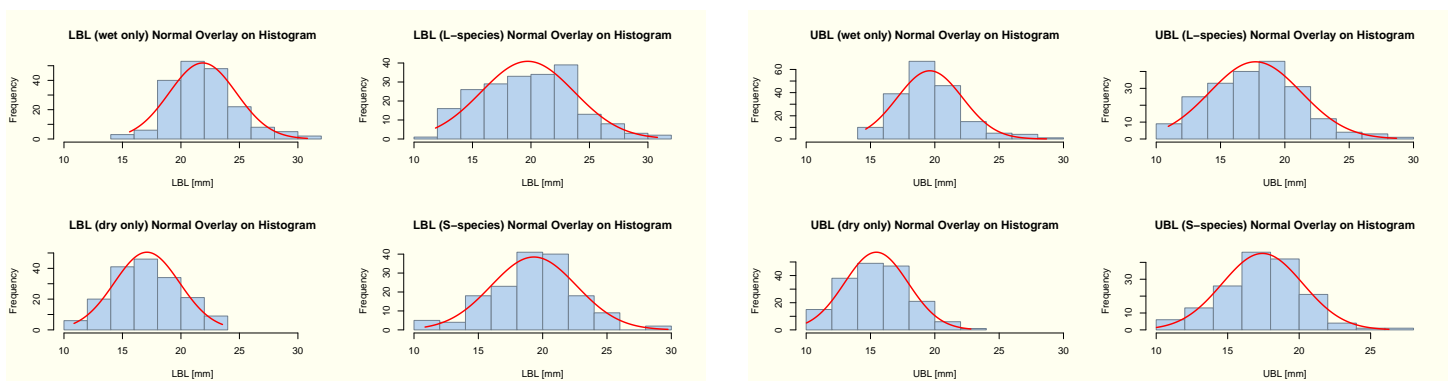 LBL (wet only) Normal Overlay on Histogram
Frequency
0 20 40
10 15 20 25 30
LBL [mm]
LBL (L−species) Normal Overlay on Histogram
Frequency
0 10 20 30 40
10 15 20 25 30
LBL [mm]
UBL (wet only) Normal Overlay on Histogram
Frequency
0 20 40 60
10 15 20 25 30
UBL [mm]
UBL (L−species) Normal Overlay on Histogram
Frequency
0 10 30
10 15 20 25 30
UBL [mm]
LBL (dry only) Normal Overlay on Histogram
Frequency
0 20 40
10 15 20 25 30
LBL [mm]
LBL (S−species) Normal Overlay on Histogram
Frequency
0 10 20 30 40
10 15 20 25 30
LBL [mm]
UBL (dry only) Normal Overlay on Histogram
Frequency
0 10 30 50
10 15 20 25 30
UBL [mm]
UBL (S−species) Normal Overlay on Histogram
Frequency
0 10 30
10 15 20 25
UBL [mm]